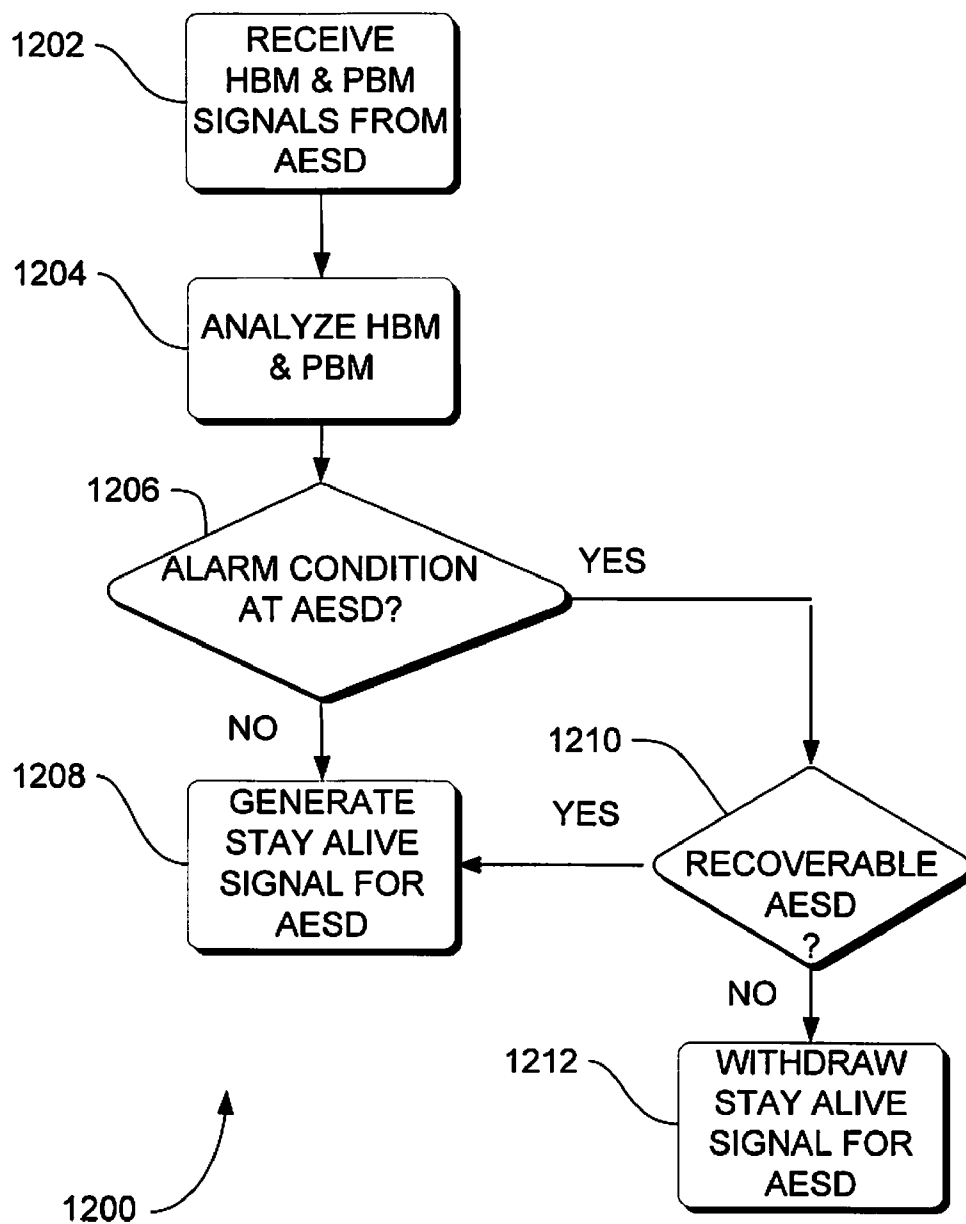 1202
RECEIVE
HBM & PBM
SIGNALS FROM
AESD
1204
ANALYZE HBM
& PBM
1206
ALARM CONDITION
AT AESD?
YES
NO
1208
GENERATE
STAY ALIVE
SIGNAL FOR
AESD
YES
1210
RECOVERABLE
AESD
?
NO
1212
WITHDRAW
STAY ALIVE
SIGNAL FOR
AESD
1200